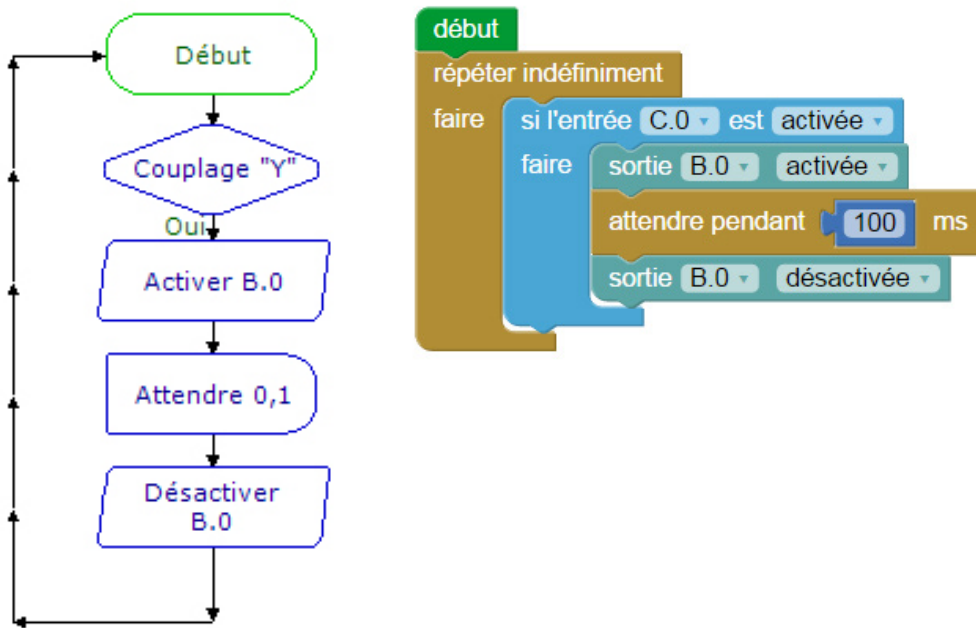 Début
Couplage "Y"
Oui
Activer B.0
Attendre 0,1
Désactiver
B.0
début
répéter indéfiniment
faire si l'entrée C.0 est activée
faire sortie B.0 activée
attendre pendant 100 ms
sortie B.0 désactivée